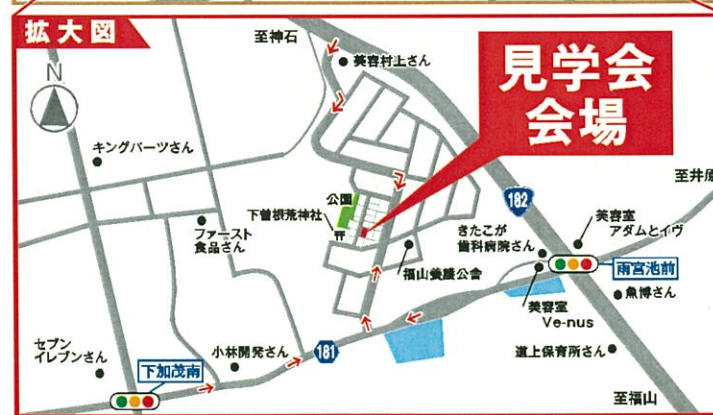 拡大図
至神石
美容村上さん
見学会
会場
N
キングパーツさん
182
至井原
公園
下曽根荒神社
ファースト
食品さん
きたこが
歯科病院さん
美容室
アダムとイヴ
福山養護公舎
雨宮池前
魚博さん
美容室
Ve-nus
セブン
イレブンさん
小林開発さん
181
道上保育所さん
下加茂南
至福山